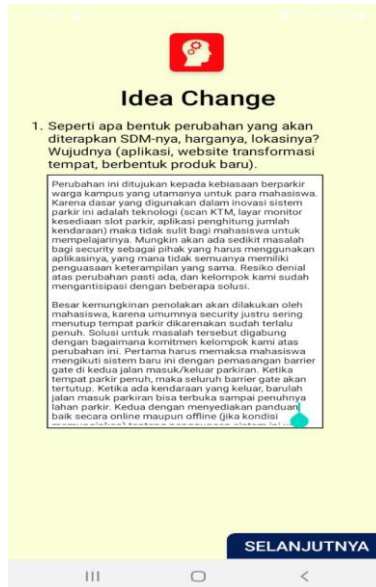 Idea Change
1. Seperti apa bentuk perubahan yang akan
diterapkan SDM-nya, harganya, lokasinya?
Wujudnya (aplikasi, website transformasi
tempat, berbentuk produk baru).
Perubahan ini ditujukan kepada kebiasaan berparkir
warga kampus yang utamanya untuk para mahasiswa.
Karena dasar yang digunakan dalam inovasi sistem
parkir ini adalah teknologi (scan KTM, layar monitor
kesediaan slot parkir, aplikasi penghitung jumlah
kendaraan) maka tidak sulit bagi mahasiswa untuk
mempelajarinya. Mungkin akan ada sedikit masalah
bagi security sebagai pihak yang harus menggunakan
aplikasinya, yang mana tidak semuanya memiliki
penguasaan keterampilan yang sama. Resiko denial
atas perubahan pasti ada, dan kelompok kami sudah
mengantisipasi dengan beberapa solusi.
Besar kemungkinan penolakan akan dilakukan oleh
mahasiswa, karena umumnya security justru sering
menutup tempat parkir dikarenakan sudah terlalu
penuh. Solusi untuk masalah tersebut digabung
dengan bagaimana komitmen kelompok kami atas
perubahan ini. Pertama harus memaksa mahasiswa
mengikuti sistem baru ini dengan pemasangan barrier
gate di kedua jalan masuk/keluar parkiran. Ketika
tempat parkir penuh, maka seluruh barrier gate akan
tertutup. Ketika ada kendaraan yang keluar, barulah
jalan masuk parkiran bisa terbuka sampai penuhnya
lahan parkir. Kedua dengan menyediakan panduan
baik secara online maupun offline (jika kondisi
SELANJUTNYA